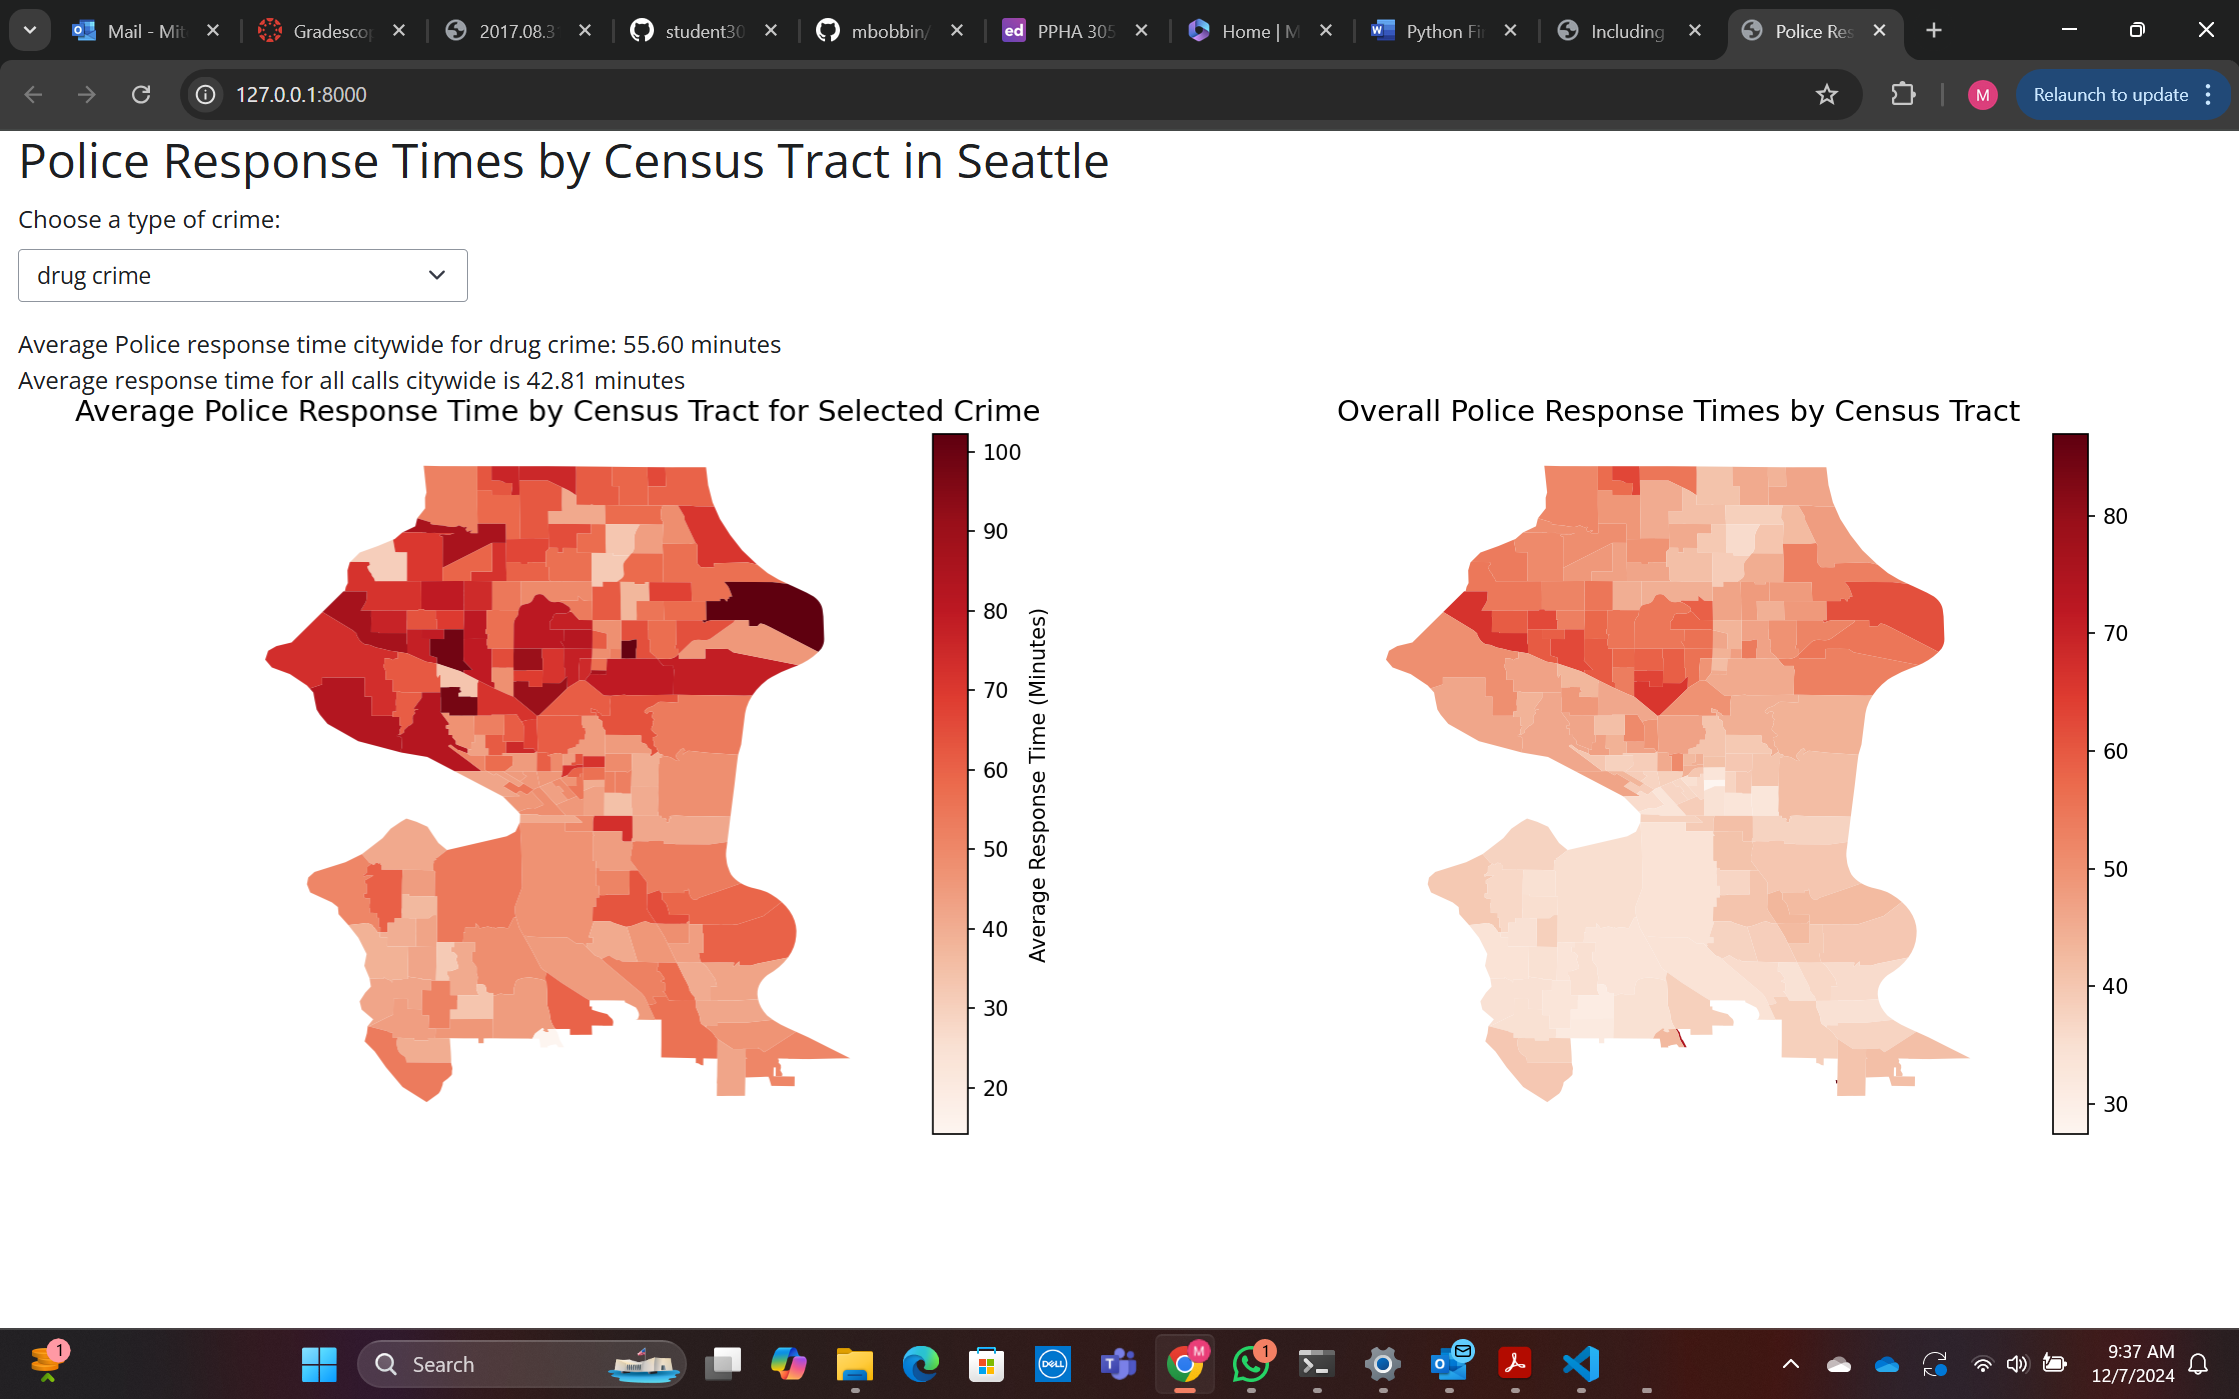 Mail - Mit
Gradescop
2017.08.3
student30
mbobbin/
ed
PPHA 305
Home | M
Python Fi
Including
Police Res
127.0.0.1:8000
M
Relaunch to update
Police Response Times by Census Tract in Seattle
Choose a type of crime:
drug crime
Average Police response time citywide for drug crime: 55.60 minutes
Average response time for all calls citywide is 42.81 minutes
Average Police Response Time by Census Tract for Selected Crime
100
90
80
70
60
50
40
30
20
Average Response Time (Minutes)
Overall Police Response Times by Census Tract
80
70
60
50
40
30
1
Search
DELL
T
M
1
O
9:37 AM
12/7/2024